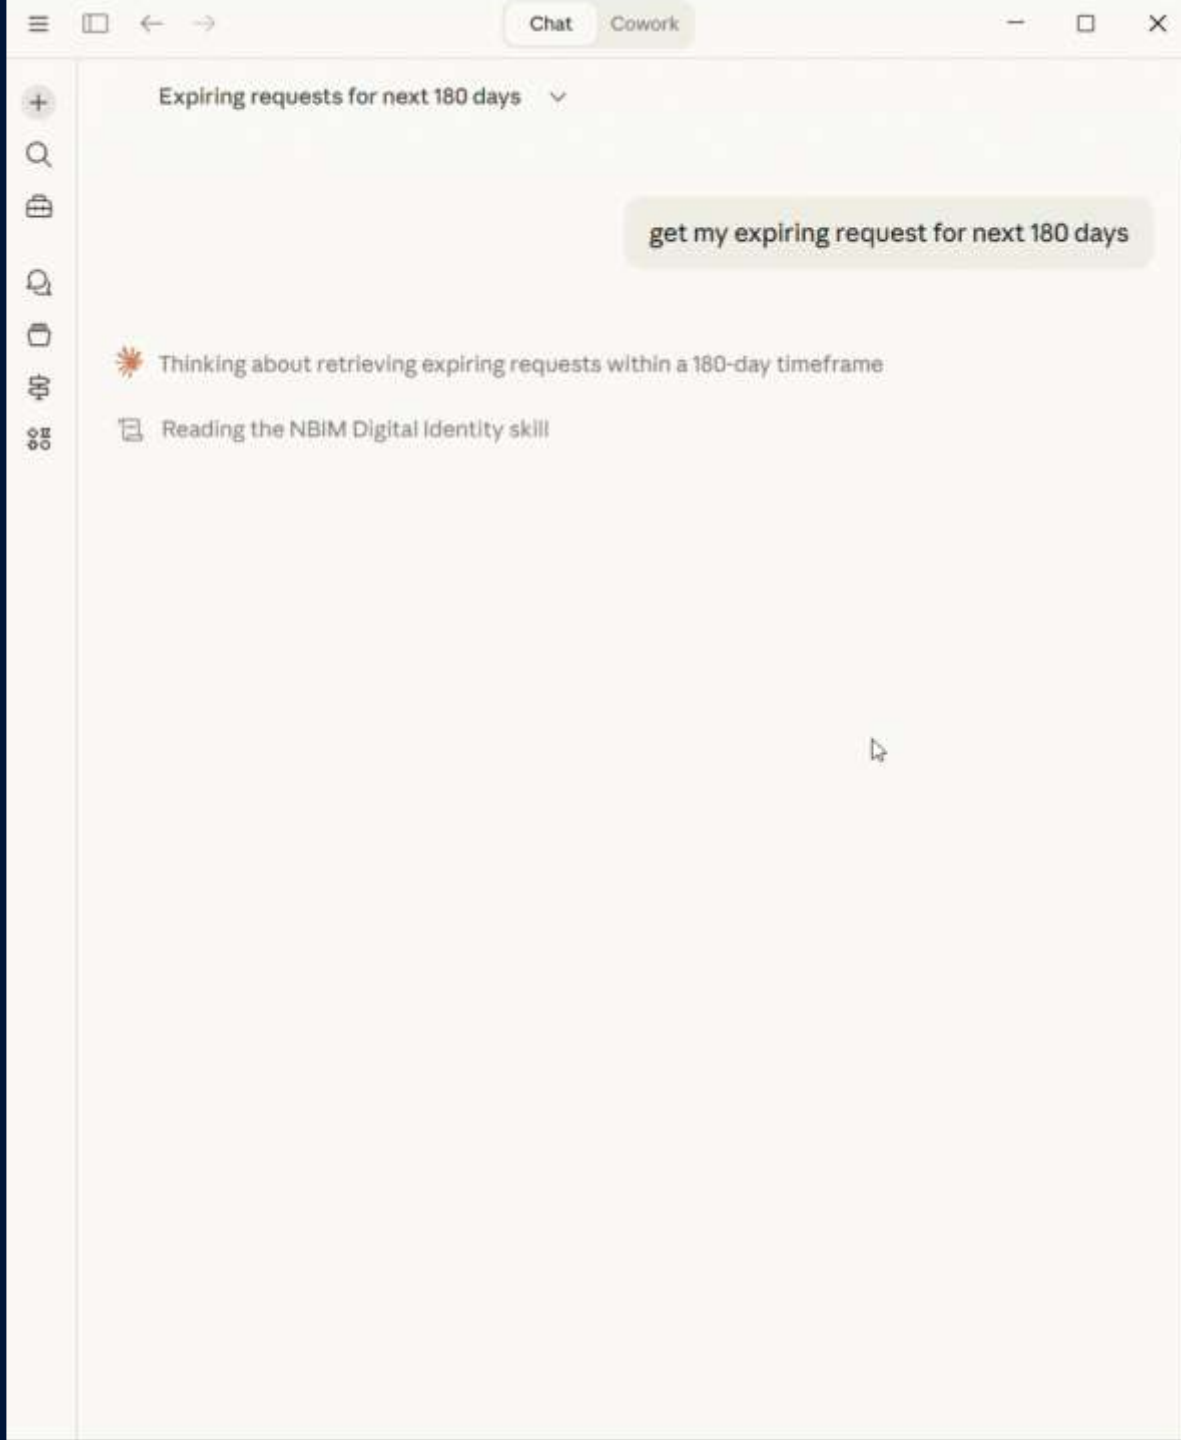 Chat Cowork
Expiring requests for next 180 days
get my expiring request for next 180 days
Thinking about retrieving expiring requests within a 180-day timeframe
Reading the NBIM Digital Identity skill